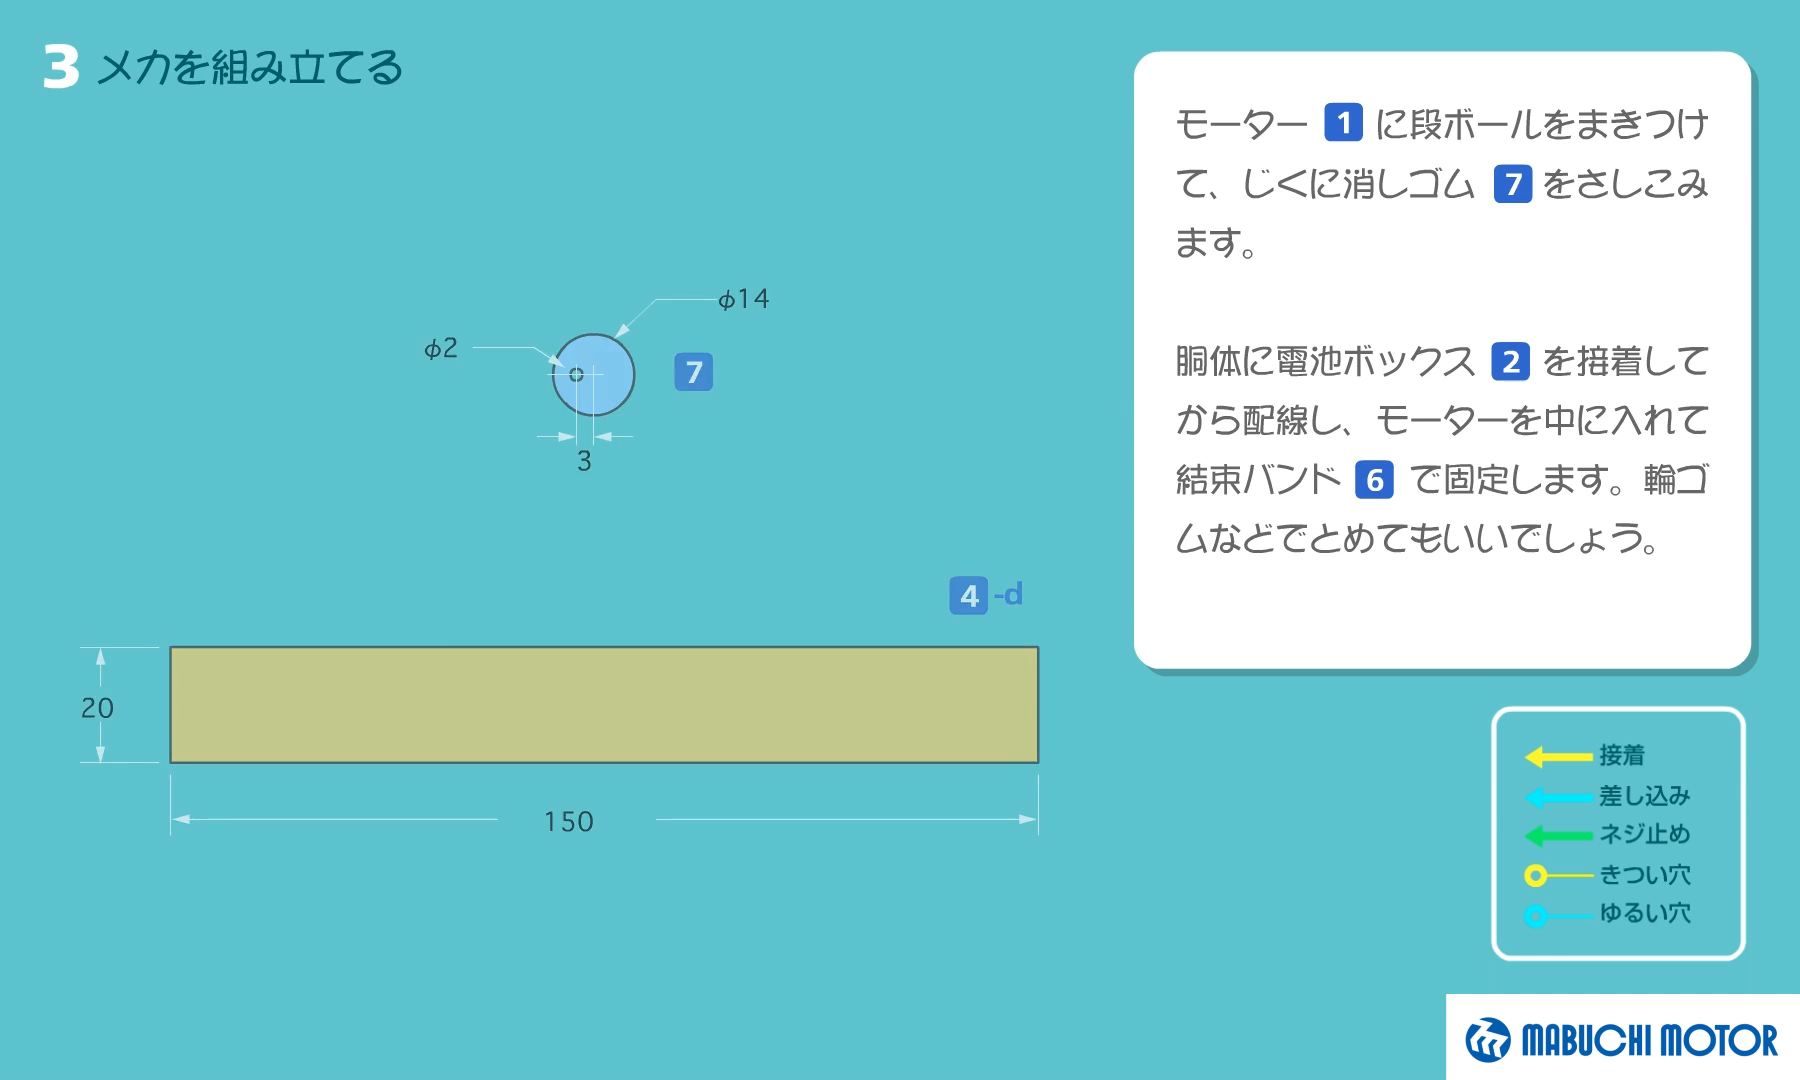 3 メカを組み立てる
モーター 1 に段ボールをまきつけ
て、じくに消しゴム 7 をさしこみ
ます。
胴体に電池ボックス 2 を接着して
から配線し、モーターを中に入れて
結束バンド 6 で固定します。輪ゴ
ムなどでとめてもいいでしょう。
φ14
φ2
7
3
4 -d
20
150
接着
差し込み
ネジ止め
きつい穴
ゆるい穴
MABUCHI MOTOR